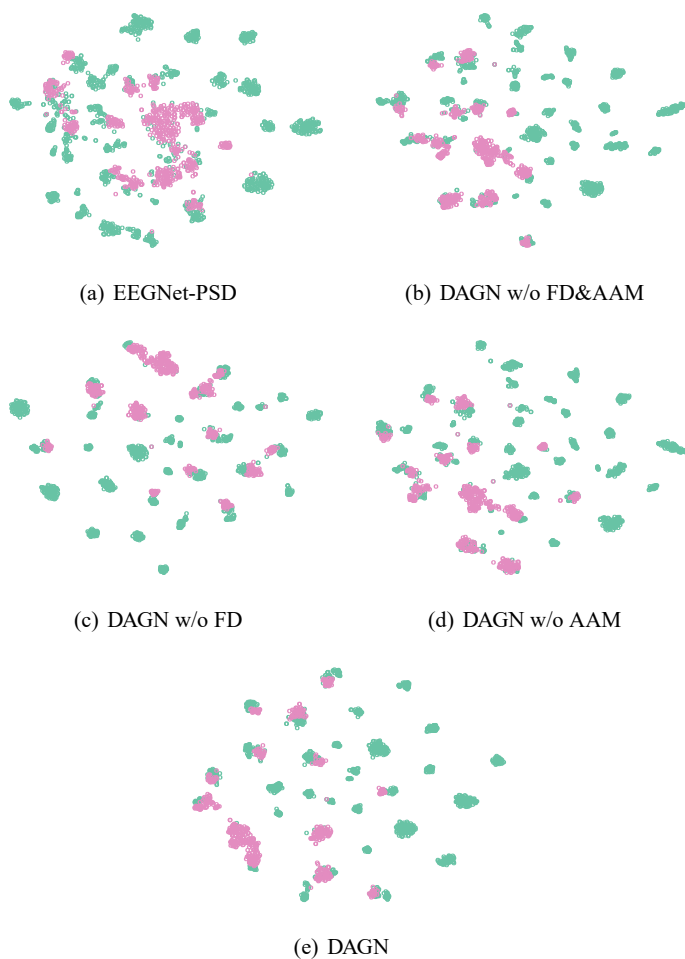 (a) EEGNet-PSD
(b) DAGN w/o FD&AAM
(c) DAGN w/o FD
(d) DAGN w/o AAM
(e) DAGN